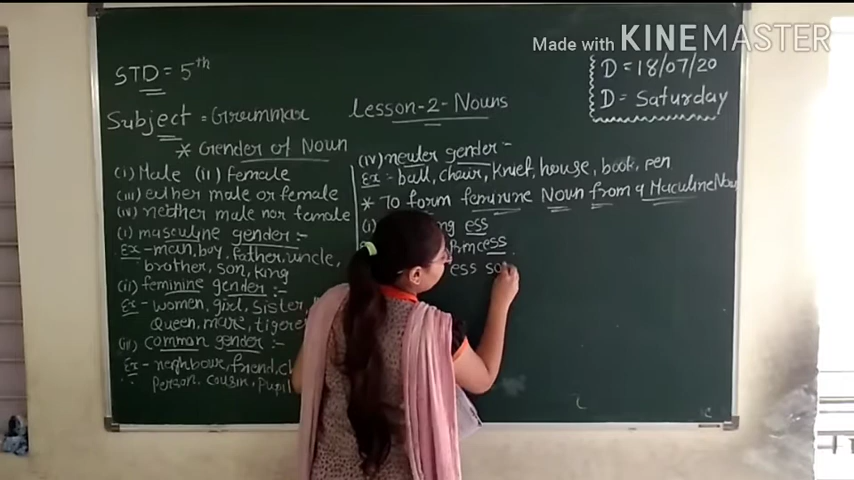 Made with KINEMASTER
STD = 5th
D = 18/07/20
D = Saturday
Subject = Grammar
Lesson-2-Nouns
* Gender of Noun
(i) Male (ii) Female
(iii) either male or female
(iv) neither male nor female
(i) masculine gender:-
Ex - man, boy, father, uncle,
brother, son, king
(ii) feminine gender:-
Ex - women, girl, sister,
Queen, mare, tigere
(iii) common gender:-
Ex - neighbour, friend, c
person, cousin, pupil
(iv) neuter gender:-
Ex - ball, chair, knief, house, book, pen
* To form feminine Noun from a Maculine Noun
(i) ng ess
Princess
ess so